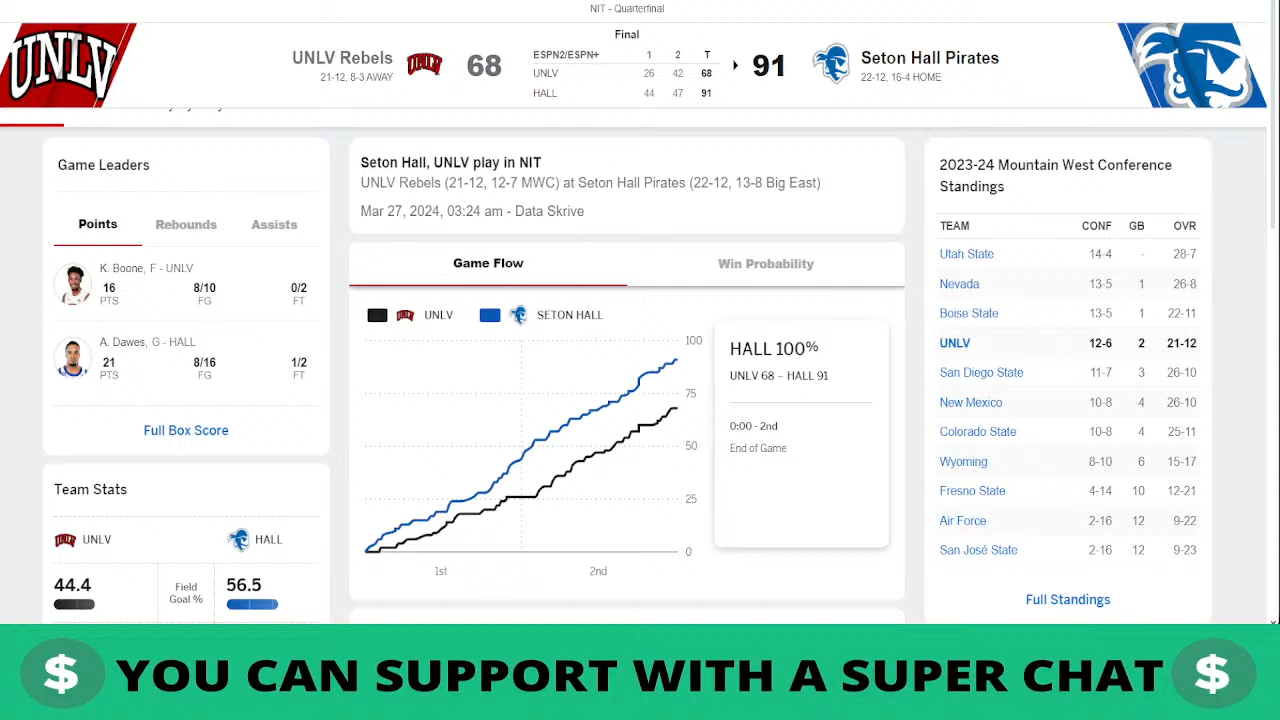 NIT - Quarterfinal
UNLV
UNLV Rebels
21-12, 8-3 AWAY
68
Final
ESPN2/ESPN+ 1 2 T
UNLV 26 42 68
HALL 44 47 91
91
Seton Hall Pirates
22-12, 16-4 HOME
Game Leaders
Points Rebounds Assists
K. Boone, F - UNLV
16 8/10 0/2
PTS FG FT
A. Dawes, G - HALL
21 8/16 1/2
PTS FG FT
Full Box Score
Team Stats
UNLV HALL
44.4 Field Goal % 56.5
Seton Hall, UNLV play in NIT
UNLV Rebels (21-12, 12-7 MWC) at Seton Hall Pirates (22-12, 13-8 Big East)
Mar 27, 2024, 03:24 am - Data Skrive
Game Flow Win Probability
UNLV SETON HALL
100
75
50
25
0
1st 2nd
HALL 100%
UNLV 68 – HALL 91
0:00 - 2nd
End of Game
2023-24 Mountain West Conference
Standings
TEAM CONF GB OVR
Utah State 14-4 - 28-7
Nevada 13-5 1 26-8
Boise State 13-5 1 22-11
UNLV 12-6 2 21-12
San Diego State 11-7 3 26-10
New Mexico 10-8 4 26-10
Colorado State 10-8 4 25-11
Wyoming 8-10 6 15-17
Fresno State 4-14 10 12-21
Air Force 2-16 12 9-22
San José State 2-16 12 9-23
Full Standings
$ YOU CAN SUPPORT WITH A SUPER CHAT $